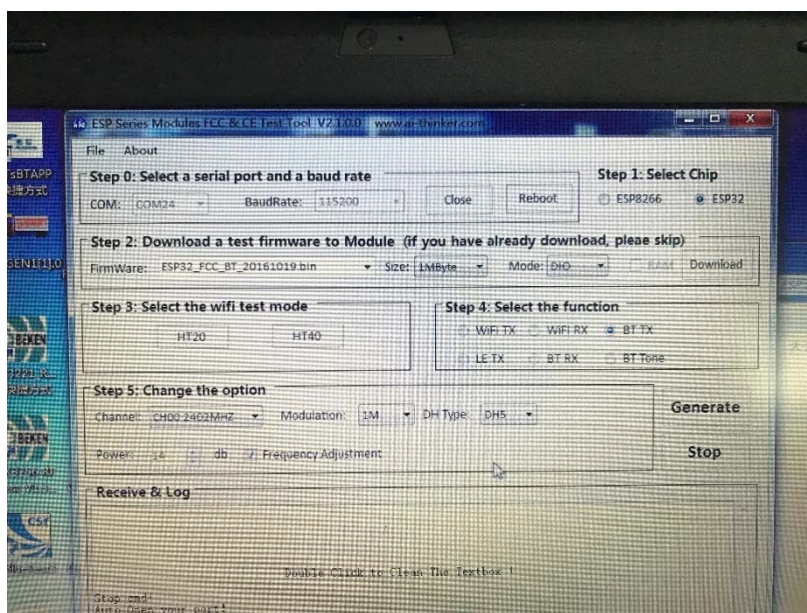 ESP Series Modules FCC & CE Test Tool V2.1.0.0 www.ai-thinker.com
File About
Step 0: Select a serial port and a baud rate
COM: COM24 BaudRate: 115200 Close Reboot
Step 1: Select Chip
ESP8266 ESP32
Step 2: Download a test firmware to Module (if you have already download, pleae skip)
FirmWare: ESP32_FCC_BT_20161019.bin Size: 1MByte Mode: DIO RAM Download
Step 3: Select the wifi test mode
HT20 HT40
Step 4: Select the function
WiFi TX WiFi RX BT TX
LE TX BT RX BT Tone
Step 5: Change the option
Channel: CH00 2402MHZ Modulation: 1M DH Type: DH5
Power: 14 db Frequency Adjustment
Generate
Stop
Receive & Log
Double Click to Clean The Textbox !
Stop cmd!
Auto Open your port!
sBTAPP
BEKEN
BEKEN
CSR